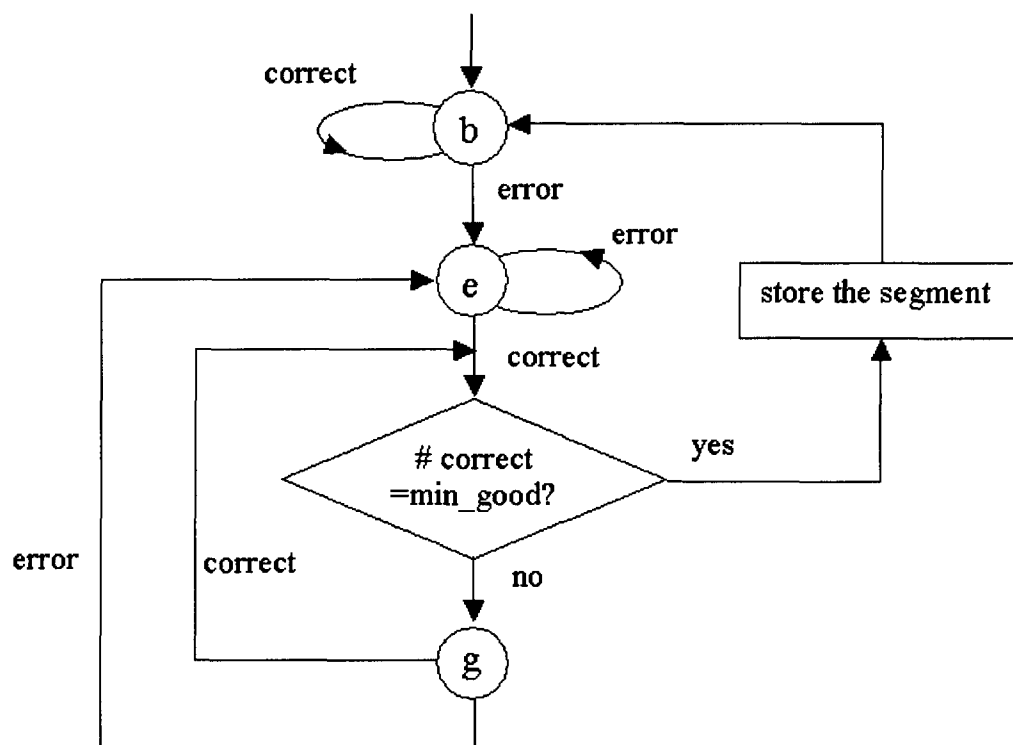 correct
b
error
error
e
store the segment
correct
# correct
=min_good?
yes
error
correct
no
g